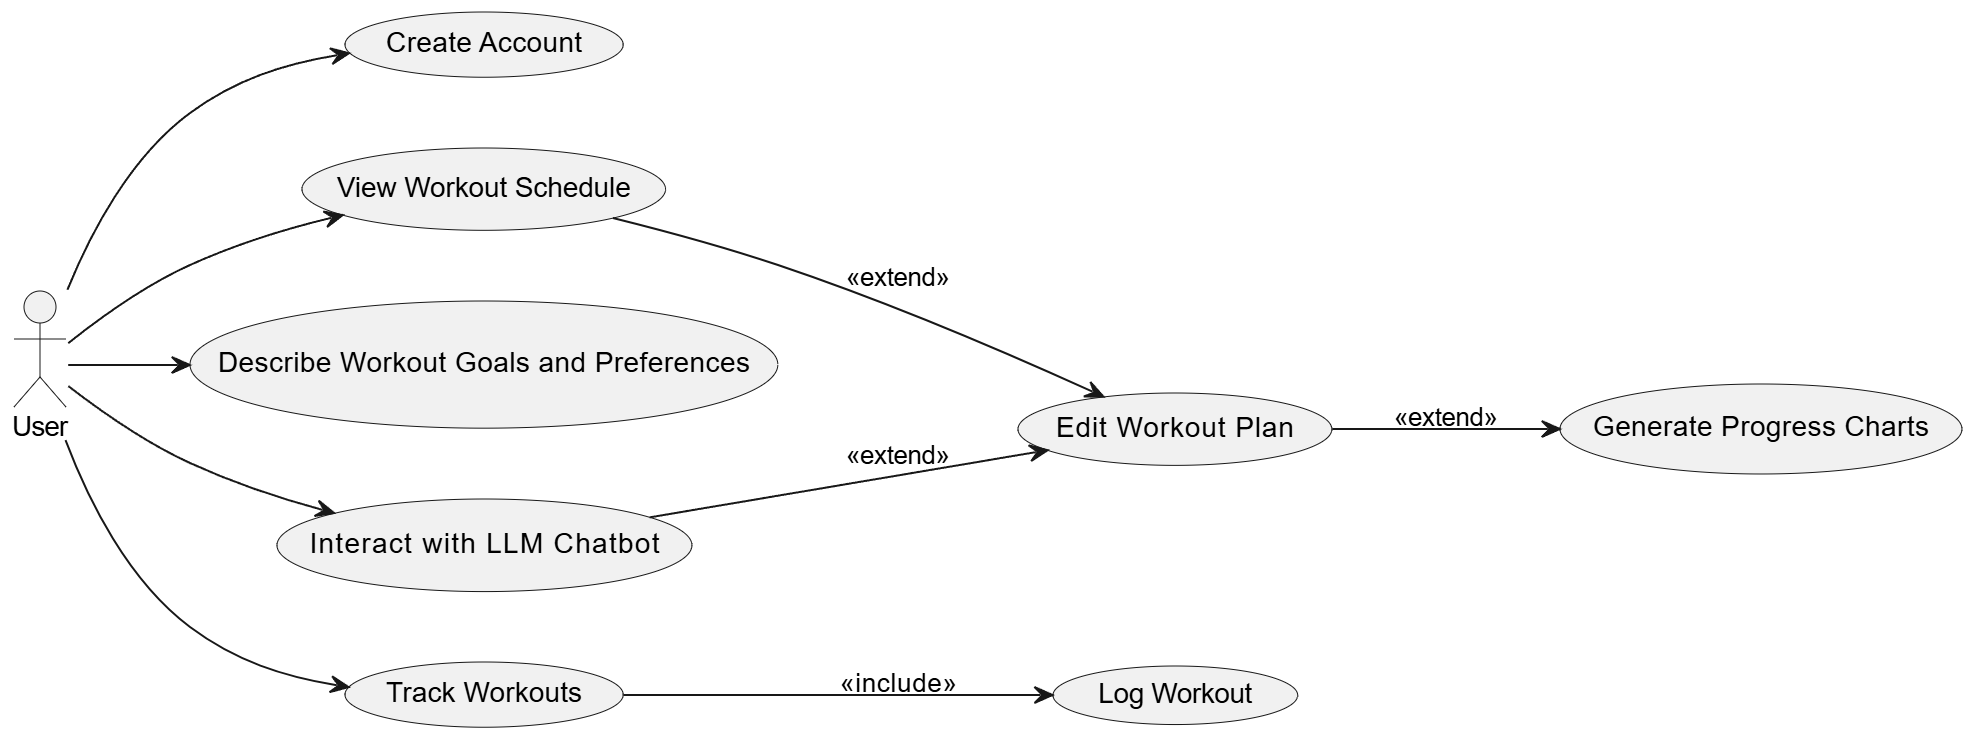 Create Account
View Workout Schedule
«extend»
Describe Workout Goals and Preferences
User
Edit Workout Plan
«extend»
Generate Progress Charts
«extend»
Interact with LLM Chatbot
Track Workouts
«include»
Log Workout